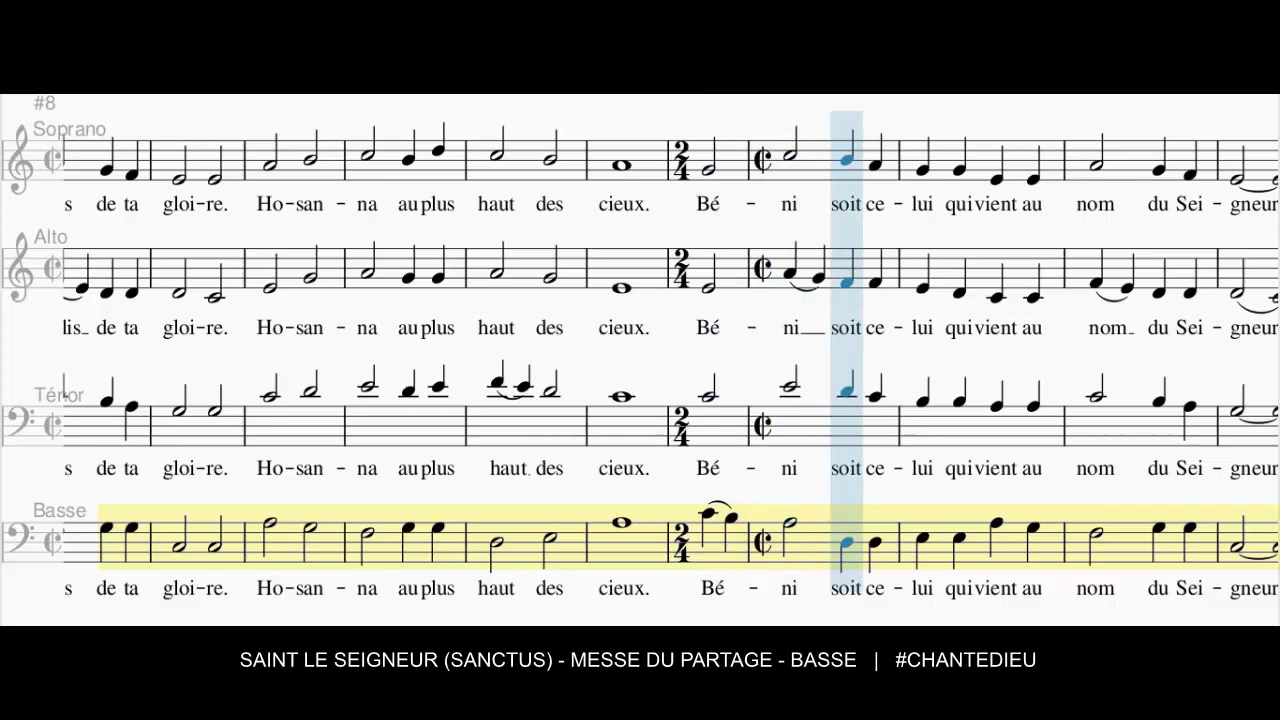 #8
Soprano
s de ta gloi-re. Ho-san - na au plus haut des cieux. Bé - ni soit ce - lui qui vient au nom du Sei - gneur
Alto
lis_ de ta gloi-re. Ho-san - na au plus haut des cieux. Bé - ni__ soit ce - lui qui vient au nom_ du Sei - gneur
Ténor
s de ta gloi-re. Ho-san - na au plus haut_ des cieux. Bé - ni soit ce - lui qui vient au nom du Sei - gneur
Basse
s de ta gloi-re. Ho-san - na au plus haut des cieux. Bé - ni soit ce - lui qui vient au nom du Sei - gneur
SAINT LE SEIGNEUR (SANCTUS) - MESSE DU PARTAGE - BASSE | #CHANTEDIEU